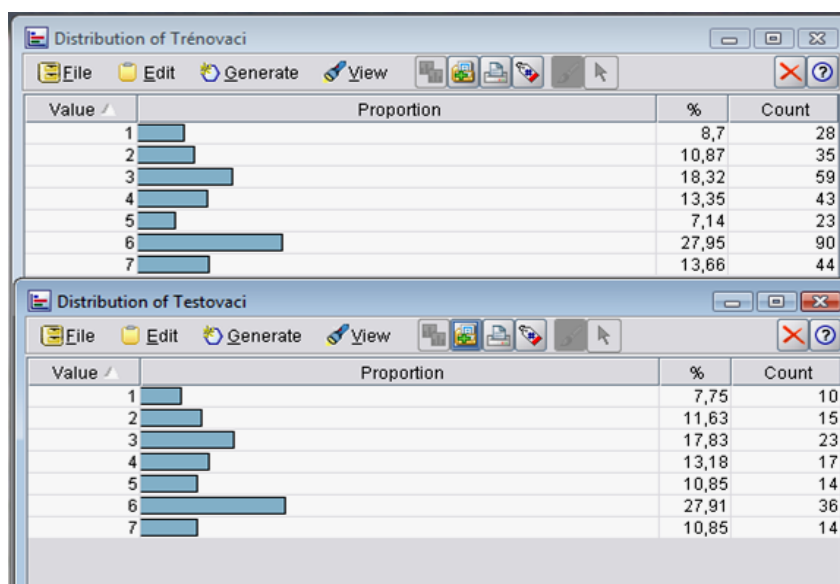 Distribution of Trénovaci
File Edit Generate View
Value Proportion % Count
1 8,7 28
2 10,87 35
3 18,32 59
4 13,35 43
5 7,14 23
6 27,95 90
7 13,66 44
Distribution of Testovaci
File Edit Generate View
Value Proportion % Count
1 7,75 10
2 11,63 15
3 17,83 23
4 13,18 17
5 10,85 14
6 27,91 36
7 10,85 14